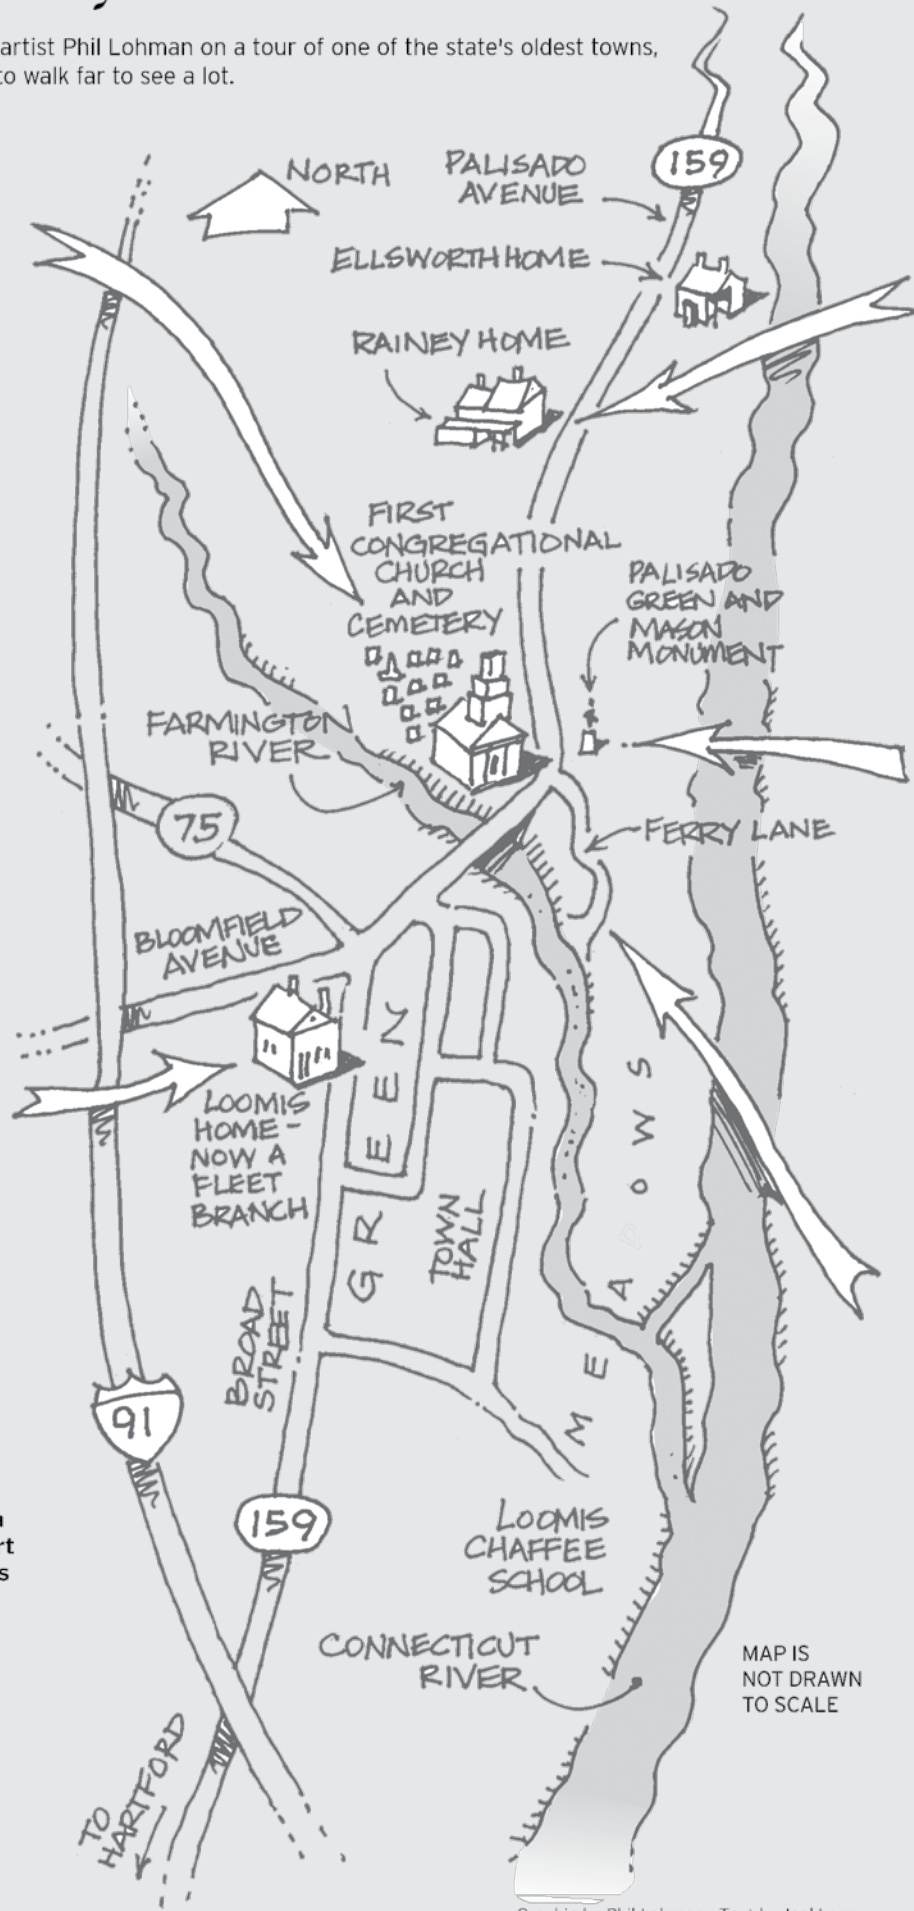 artist Phil Lohman on a tour of one of the state's oldest towns,
to walk far to see a lot.
NORTH
PALISADO
AVENUE
159
ELLSWORTH HOME
RAINEY HOME
FIRST
CONGREGATIONAL
CHURCH
AND
CEMETERY
PALISADO
GREEN AND
MASON
MONUMENT
FARMINGTON
RIVER
75
FERRY LANE
BLOOMFIELD
AVENUE
LOOMIS
HOME -
NOW A
FLEET
BRANCH
GREEN
TOWN
HALL
MEADOWS
BROAD
STREET
91
159
LOOMIS
CHAFFEE
SCHOOL
CONNECTICUT
RIVER
MAP IS
NOT DRAWN
TO SCALE
TO
HARTFORD